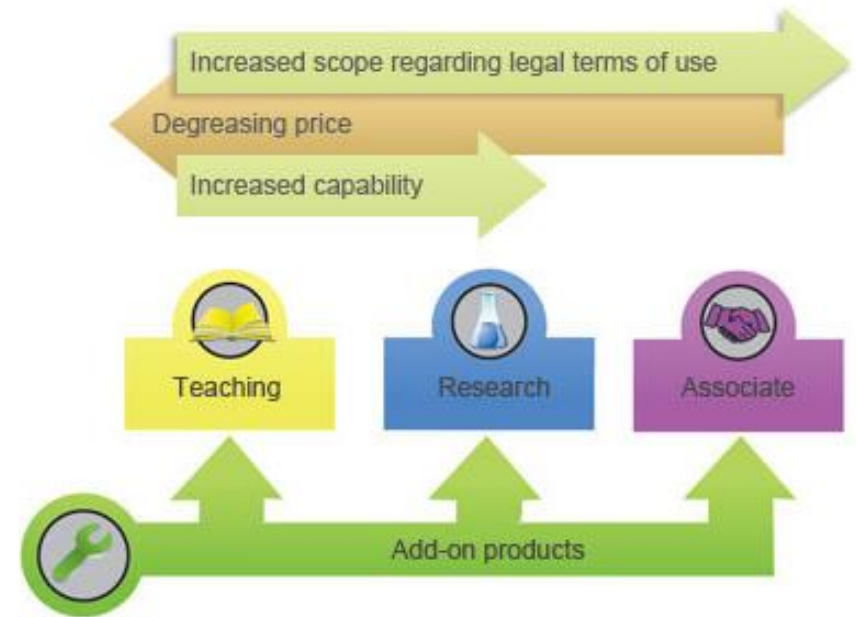 Increased scope regarding legal terms of use
Degreasing price
Increased capability
Teaching
Research
Associate
Add-on products